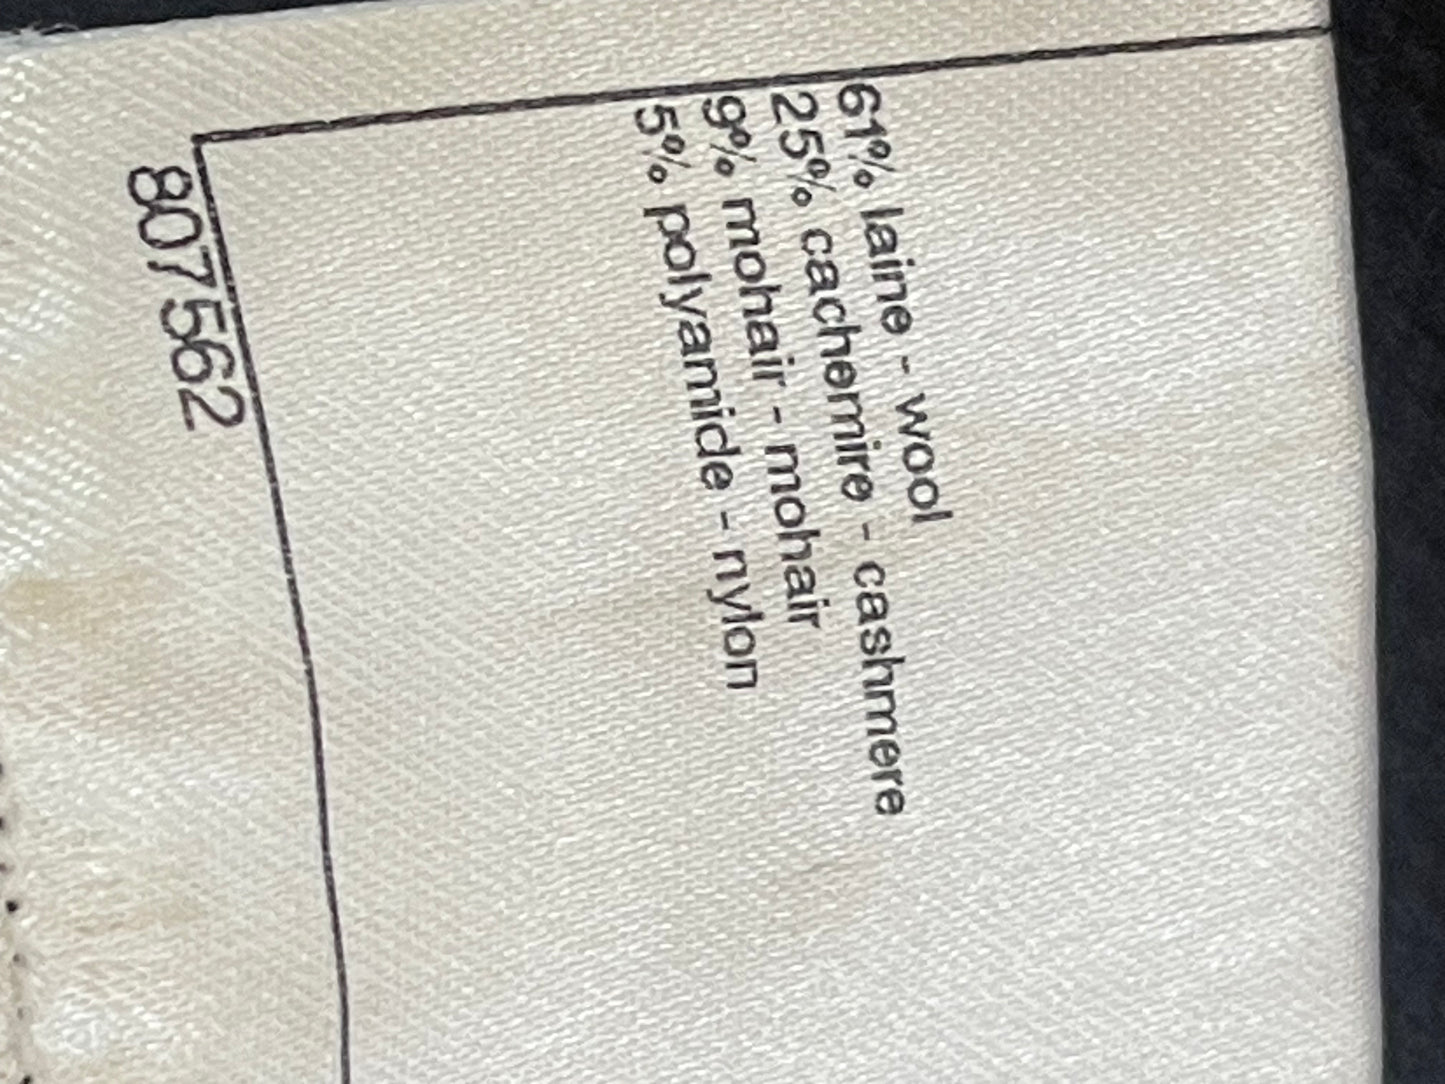 61% laine - wool
25% cachemire - cashmere
9% mohair - mohair
5% polyamide - nylon
807562